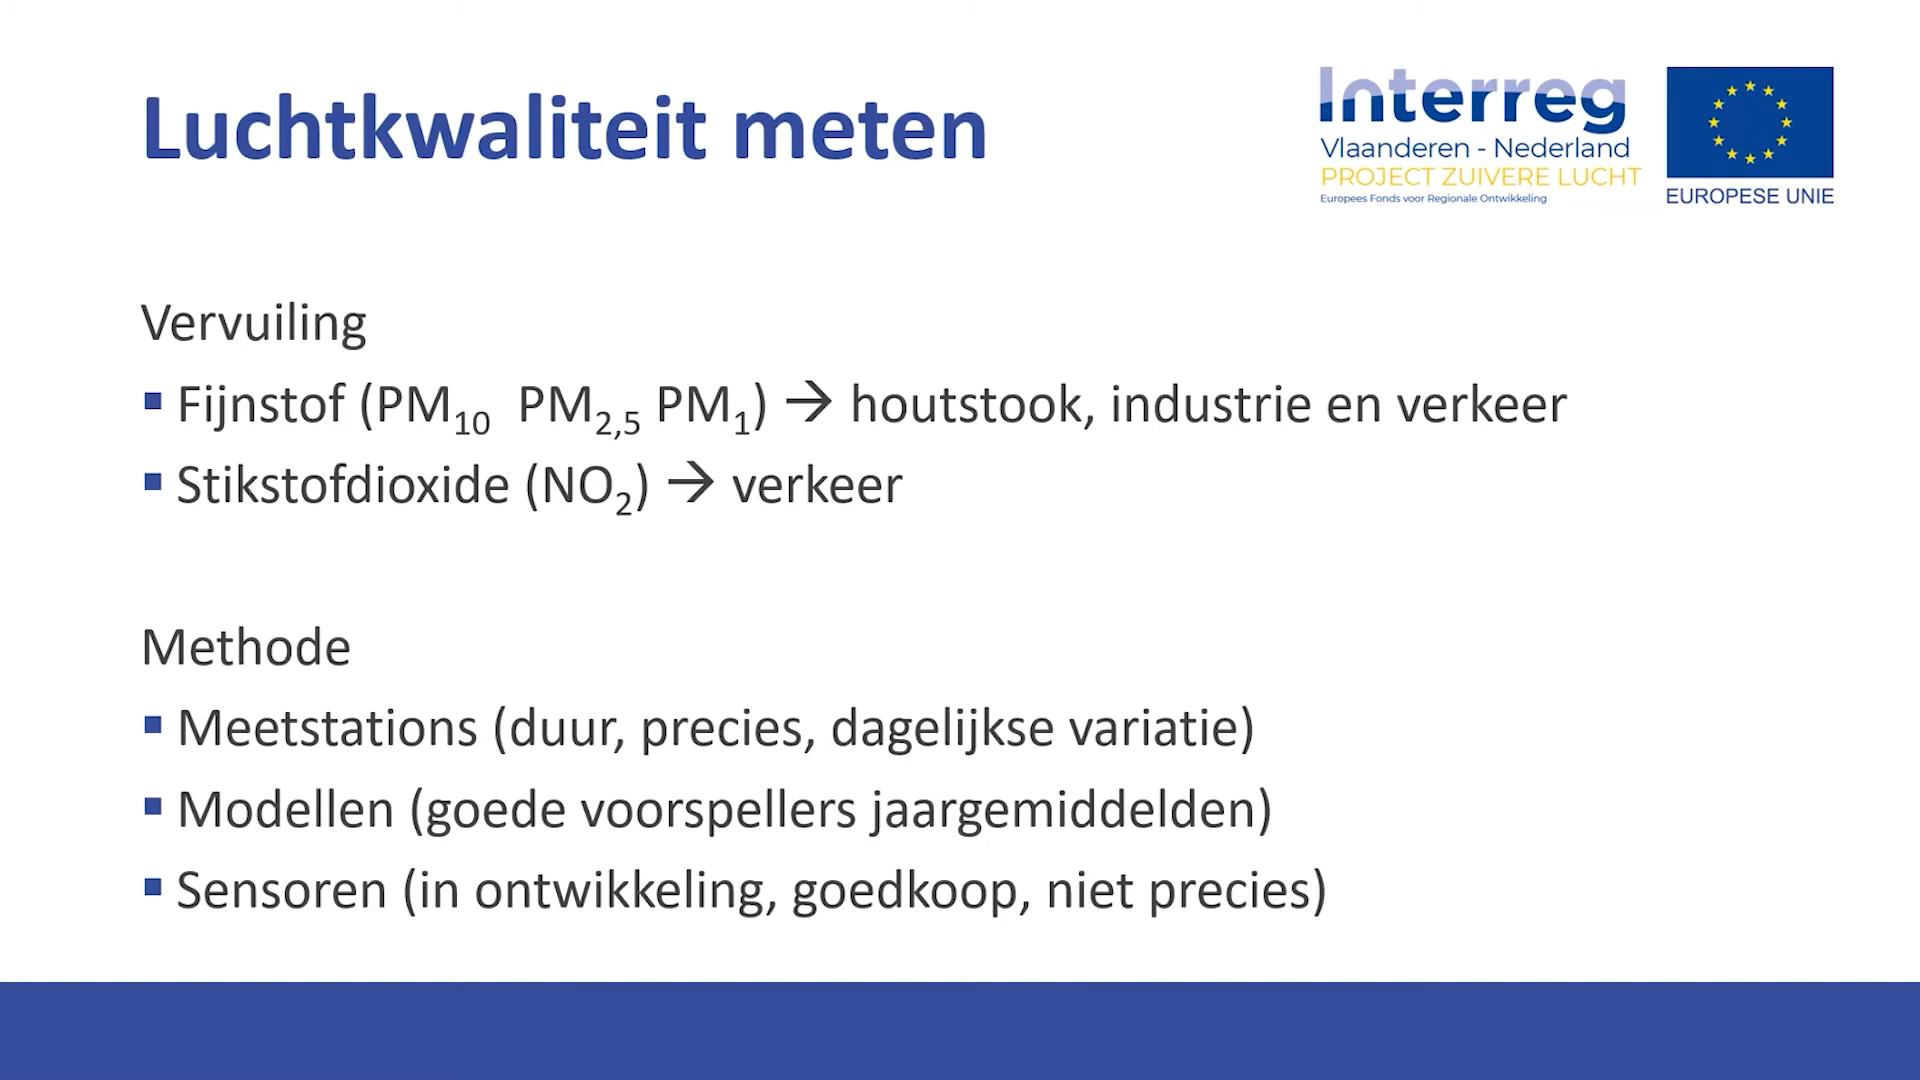 Luchtkwaliteit meten
Interreg
Vlaanderen - Nederland
PROJECT ZUIVERE LUCHT
Europees Fonds voor Regionale Ontwikkeling
EUROPESE UNIE
Vervuiling
▪ Fijnstof (PM₁₀ PM₂,₅ PM₁) → houtstook, industrie en verkeer
▪ Stikstofdioxide (NO₂) → verkeer
Methode
▪ Meetstations (duur, precies, dagelijkse variatie)
▪ Modellen (goede voorspellers jaargemiddelden)
▪ Sensoren (in ontwikkeling, goedkoop, niet precies)